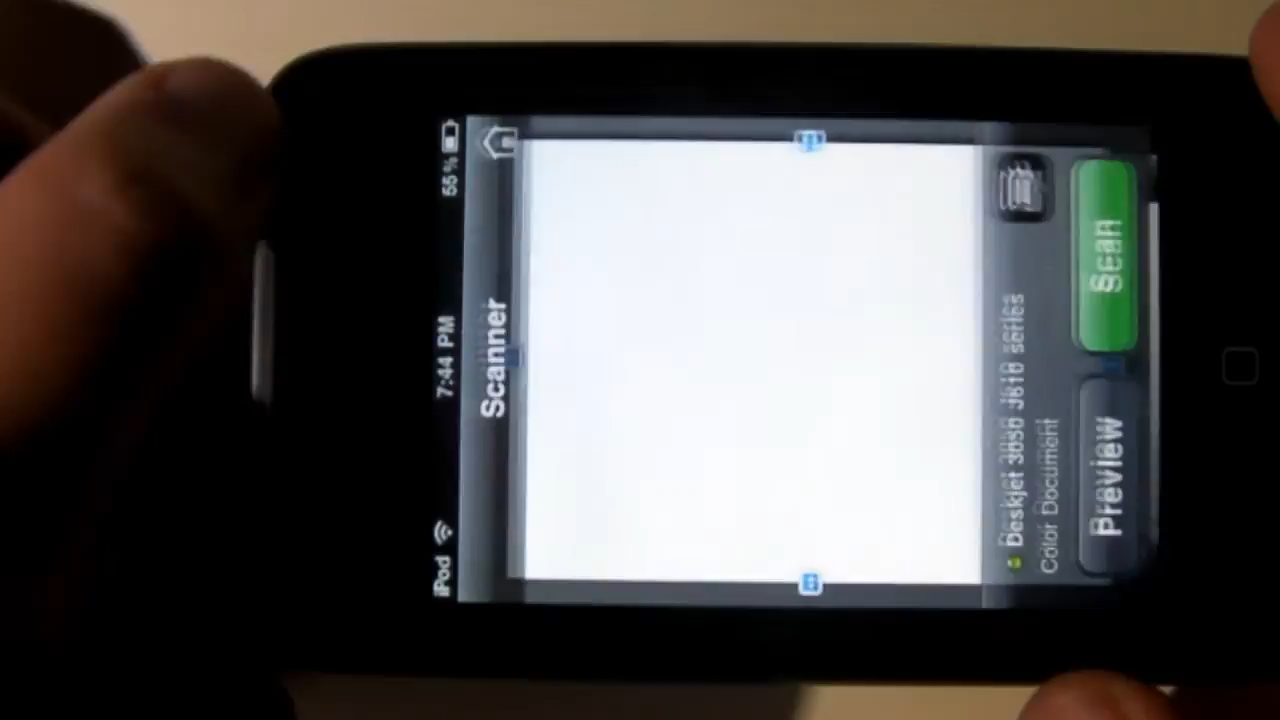 iPod 7:44 PM 55 %
Scanner
Deskjet 3050 J610 series
Color Document
Preview Scan